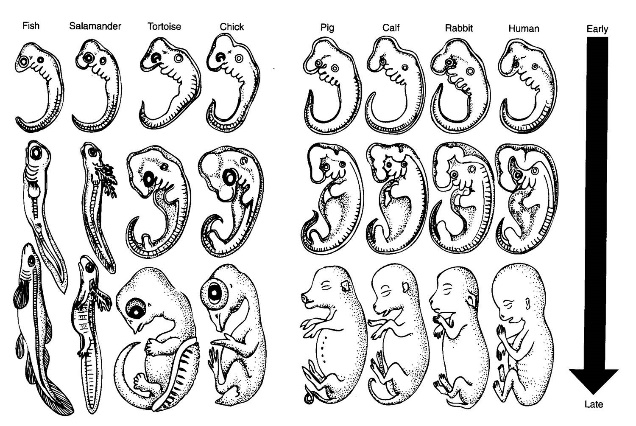 Fish Salamander Tortoise Chick Pig Calf Rabbit Human Early
Late